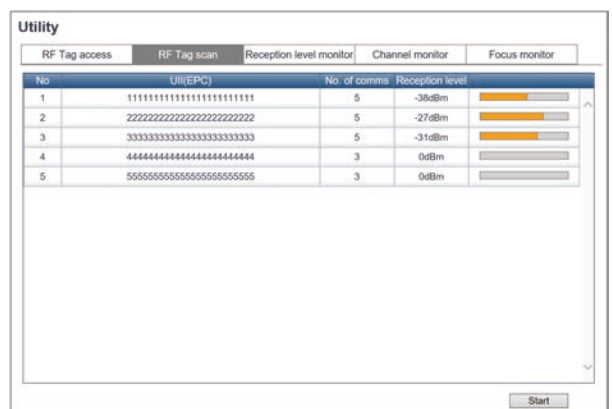 Utility
RF Tag access RF Tag scan Reception level monitor Channel monitor Focus monitor
No UII(EPC) No. of comms Reception level
1 111111111111111111111111 5 -38dBm
2 222222222222222222222222 5 -27dBm
3 333333333333333333333333 5 -31dBm
4 444444444444444444444444 3 0dBm
5 555555555555555555555555 3 0dBm
Start